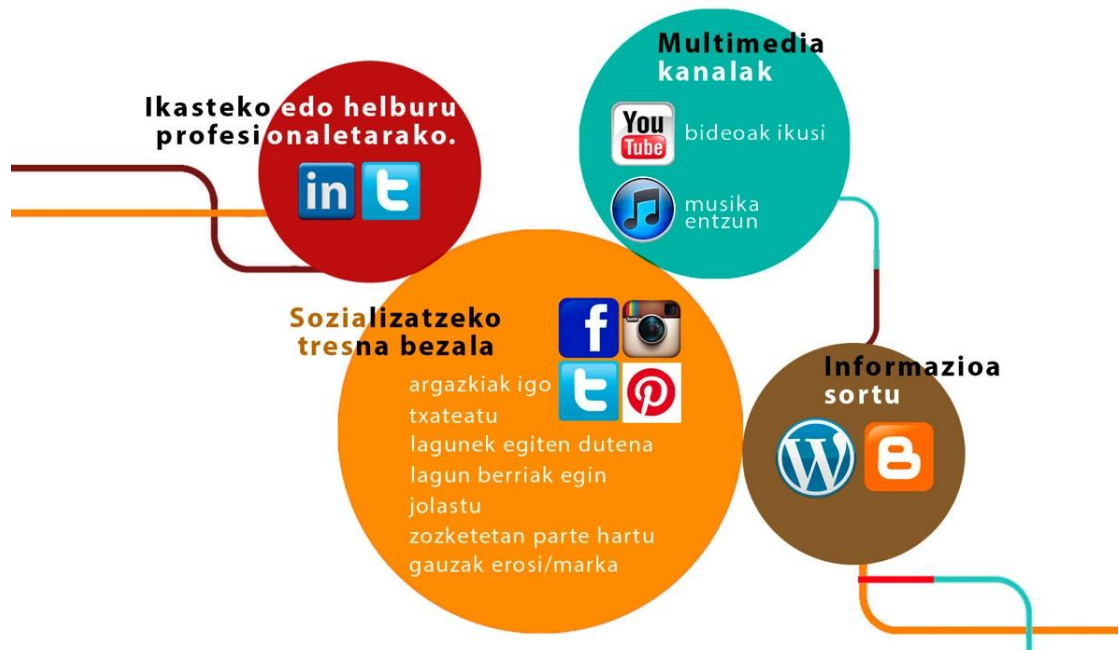 Ikasteko edo helburu
profesionaletarako.
in
t
Multimedia
kanalak
You
Tube
bideoak ikusi
musika
entzun
Sozializatzeko
tresna bezala
f
t
p
argazkiak igo
txateatu
lagunek egiten dutena
lagun berriak egin
jolastu
zozketetan parte hartu
gauzak erosi/marka
Informazioa
sortu
W
B